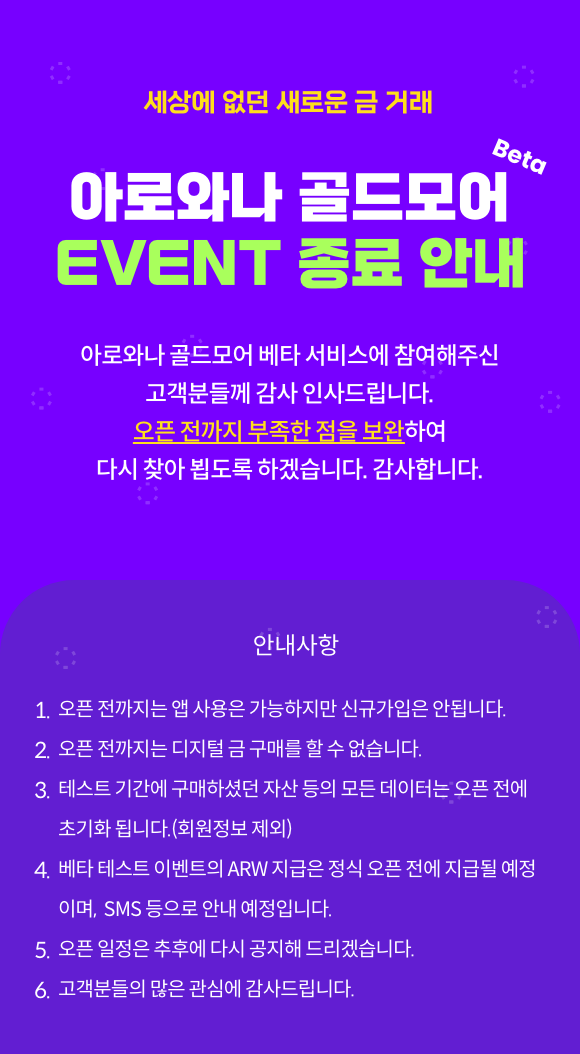 세상에 없던 새로운 금 거래
Beta
아로와나 골드모어
EVENT 종료 안내
아로와나 골드모어 베타 서비스에 참여해주신
고객분들께 감사 인사드립니다.
오픈 전까지 부족한 점을 보완하여
다시 찾아 뵙도록 하겠습니다. 감사합니다.
안내사항
1. 오픈 전까지는 앱 사용은 가능하지만 신규가입은 안됩니다.
2. 오픈 전까지는 디지털 금 구매를 할 수 없습니다.
3. 테스트 기간에 구매하셨던 자산 등의 모든 데이터는 오픈 전에
초기화 됩니다.(회원정보 제외)
4. 베타 테스트 이벤트의 ARW 지급은 정식 오픈 전에 지급될 예정
이며, SMS 등으로 안내 예정입니다.
5. 오픈 일정은 추후에 다시 공지해 드리겠습니다.
6. 고객분들의 많은 관심에 감사드립니다.